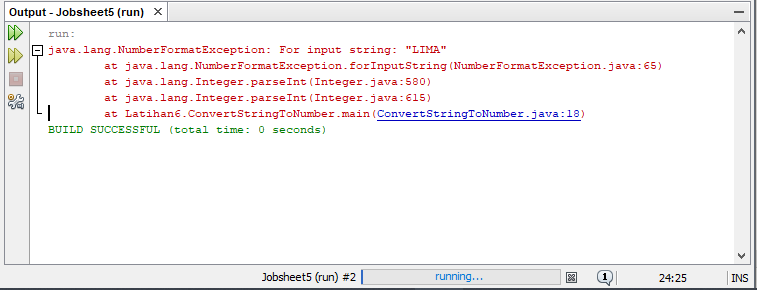 Output - Jobsheet5 (run) ×
run:
java.lang.NumberFormatException: For input string: "LIMA"
at java.lang.NumberFormatException.forInputString(NumberFormatException.java:65)
at java.lang.Integer.parseInt(Integer.java:580)
at java.lang.Integer.parseInt(Integer.java:615)
at Latihan6.ConvertStringToNumber.main(ConvertStringToNumber.java:18)
BUILD SUCCESSFUL (total time: 0 seconds)
Jobsheet5 (run) #2 running... 1 24:25 INS